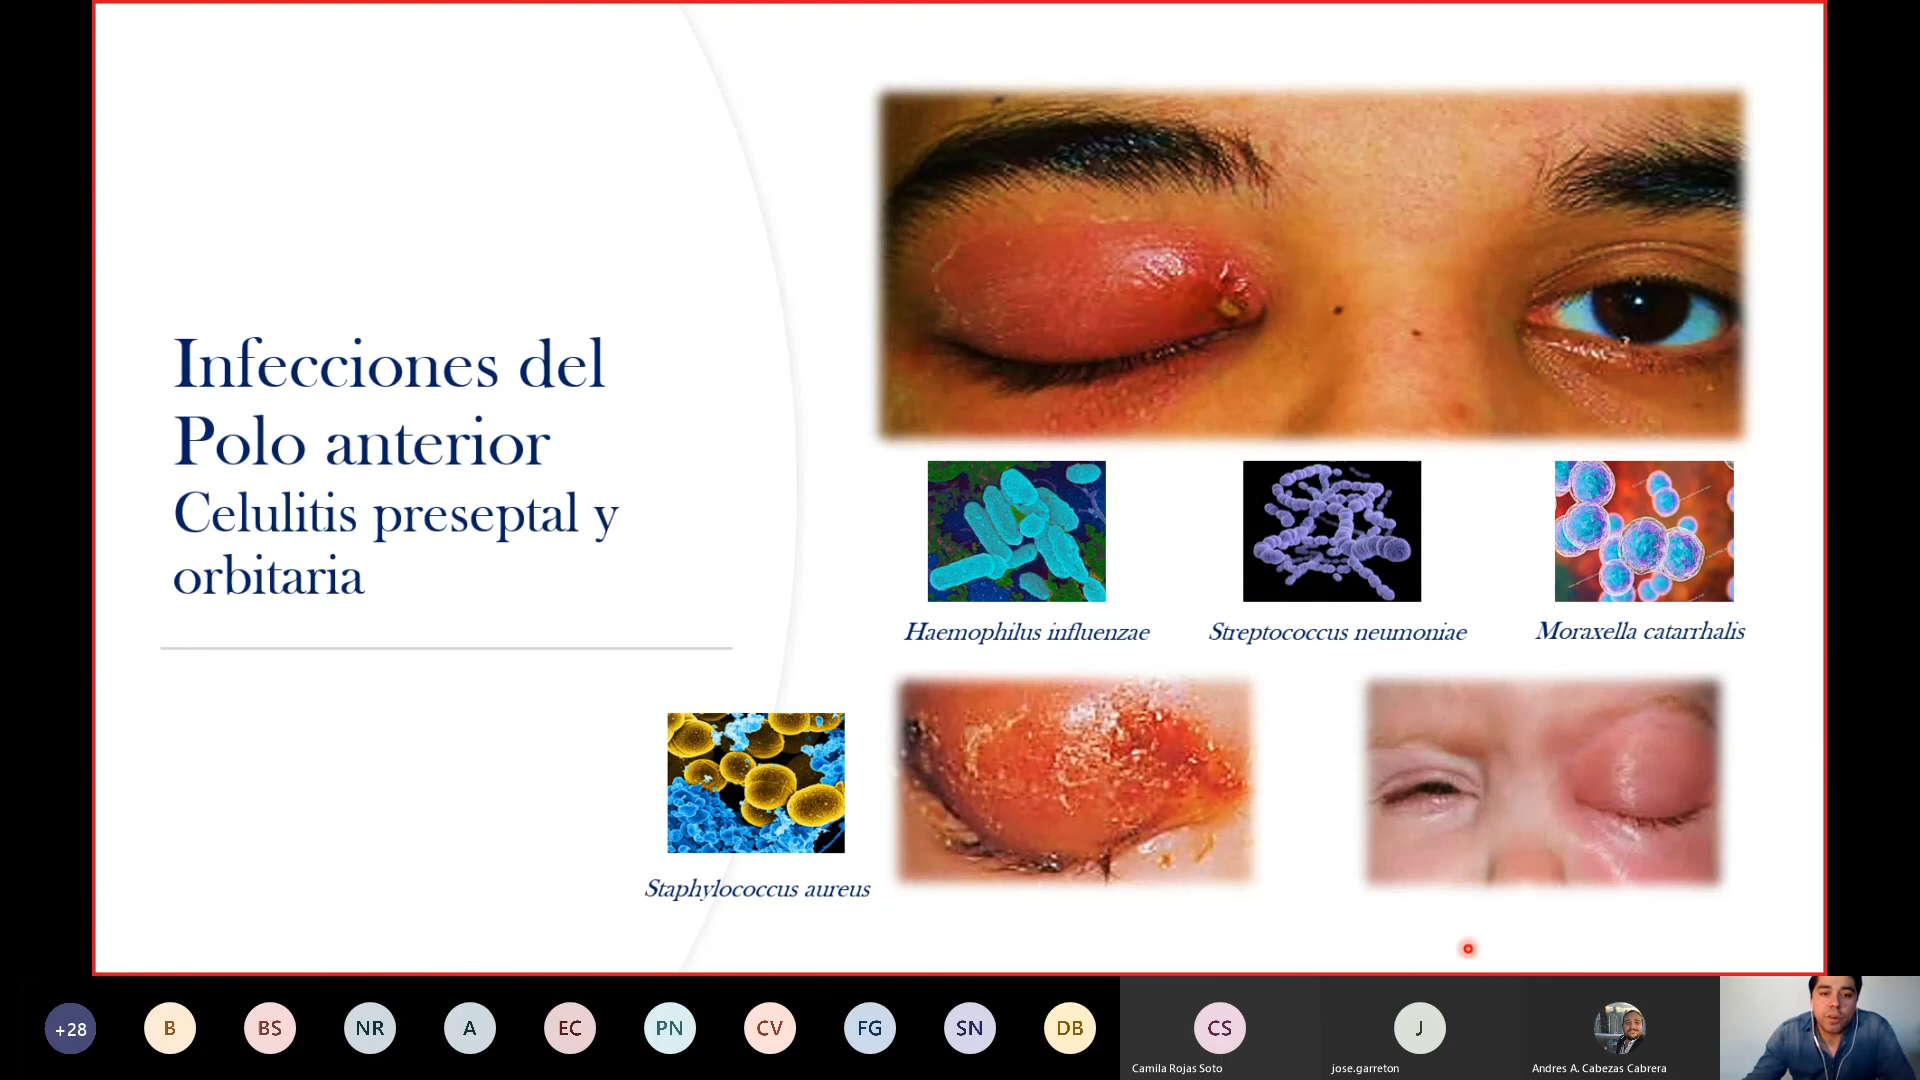 Infecciones del
Polo anterior
Celulitis preseptal y
orbitaria
Haemophilus influenzae
Streptococcus neumoniae
Moraxella catarrhalis
Staphylococcus aureus
+28
B
BS
NR
A
EC
PN
CV
FG
SN
DB
CS
J
Camila Rojas Soto
jose.garreton
Andres A. Cabezas Cabrera